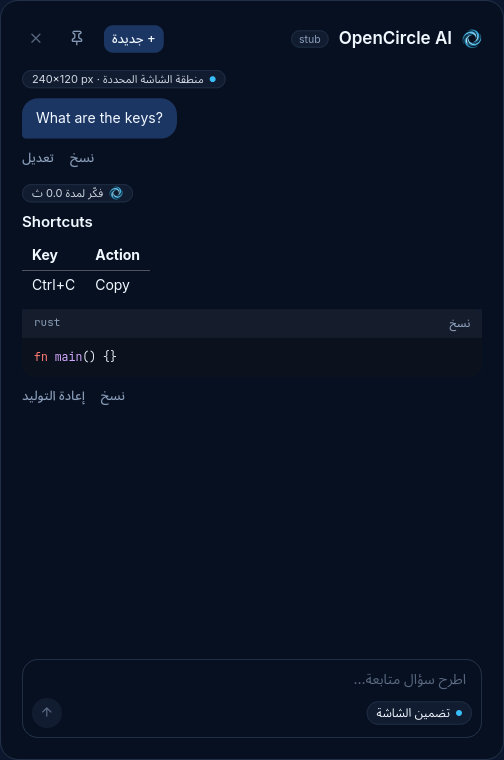 OpenCircle AI stub + جديدة
منطقة الشاشة المحددة · 240×120 px
What are the keys?
نسخ تعديل
فكّر لمدة 0.0 ث
Shortcuts
Key Action
Ctrl+C Copy
rust نسخ
fn main() {}
نسخ إعادة التوليد
اطرح سؤال متابعة...
تضمين الشاشة